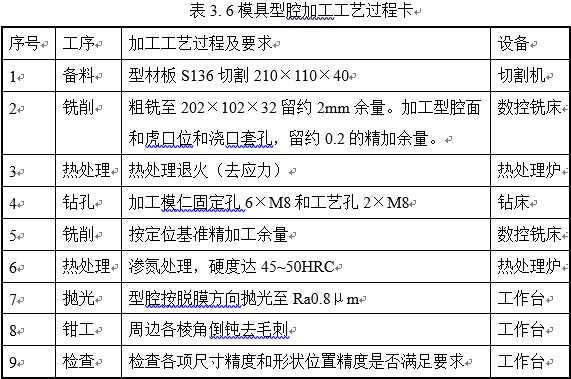 表 3. 6 模具型腔加工工艺过程卡
序号 工序 加工工艺过程及要求 设备
1 备料 型材板 S136 切割 210×110×40 切割机
2 铣削 粗铣至 202×102×32 留约 2mm 余量。加工型腔面 数控铣床
和虎口位和浇口套孔，留约 0.2 的精加余量。
3 热处理 热处理退火（去应力） 热处理炉
4 钻孔 加工模仁固定孔 6×M8 和工艺孔 2×M8 钻床
5 铣削 按定位基准精加工余量 数控铣床
6 热处理 渗氮处理，硬度达 45~50HRC 热处理炉
7 抛光 型腔按脱膜方向抛光至 Ra0.8μm 工作台
8 钳工 周边各棱角倒钝去毛刺 工作台
9 检查 检查各项尺寸精度和形状位置精度是否满足要求 工作台